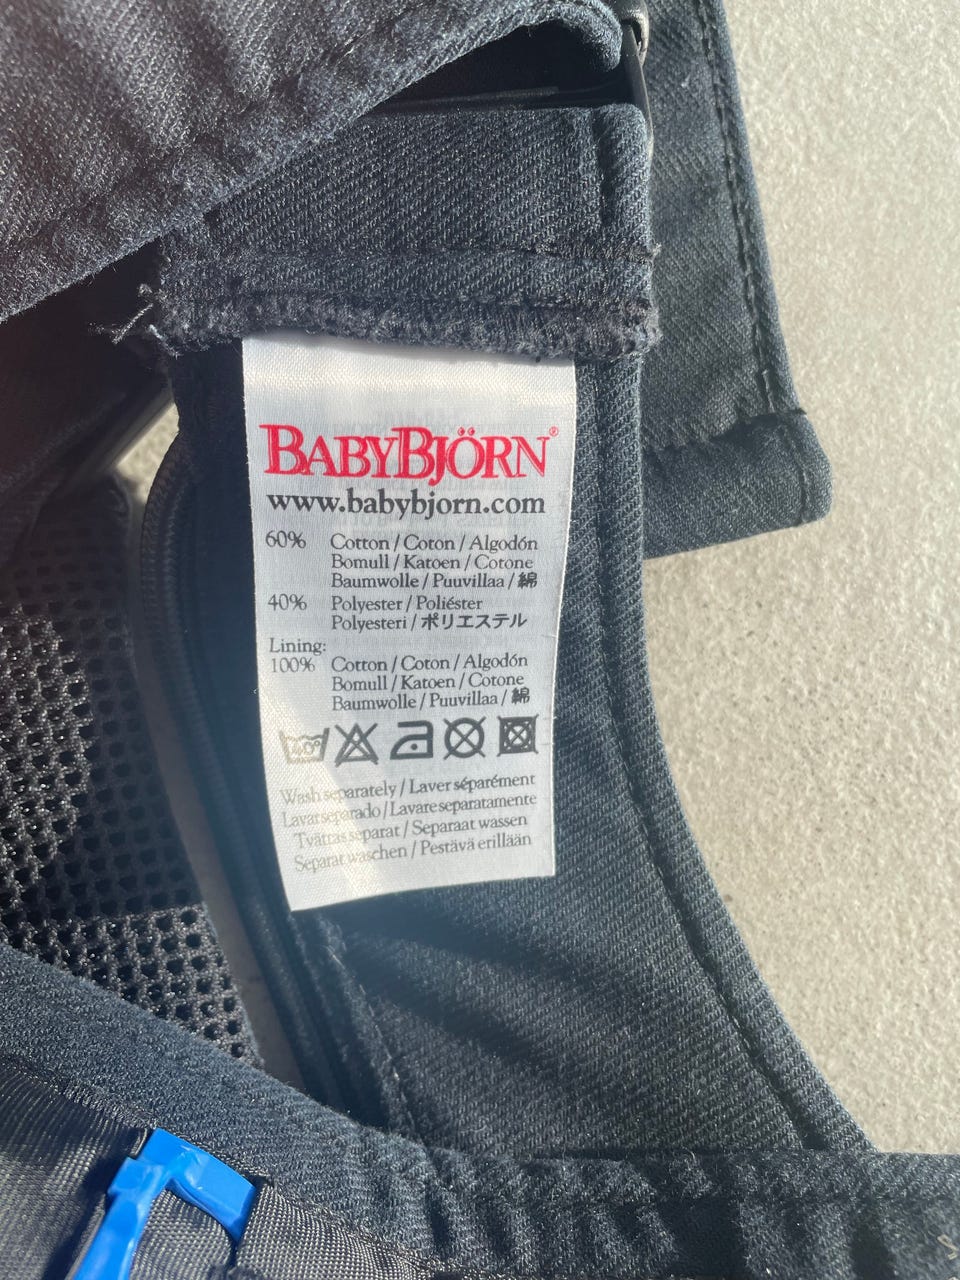 BABYBJÖRN®
www.babybjorn.com
60% Cotton / Coton / Algodón
Bomull / Katoen / Cotone
Baumwolle / Puuvillaa / 綿
40% Polyester / Poliéster
Polyesteri / ポリエステル
Lining:
100% Cotton / Coton / Algodón
Bomull / Katoen / Cotone
Baumwolle / Puuvillaa / 綿
40°
Wash separately / Laver séparément
Lavar separado / Lavare separatamente
Tvättas separat / Separaat wassen
Separat waschen / Pestävä erillään